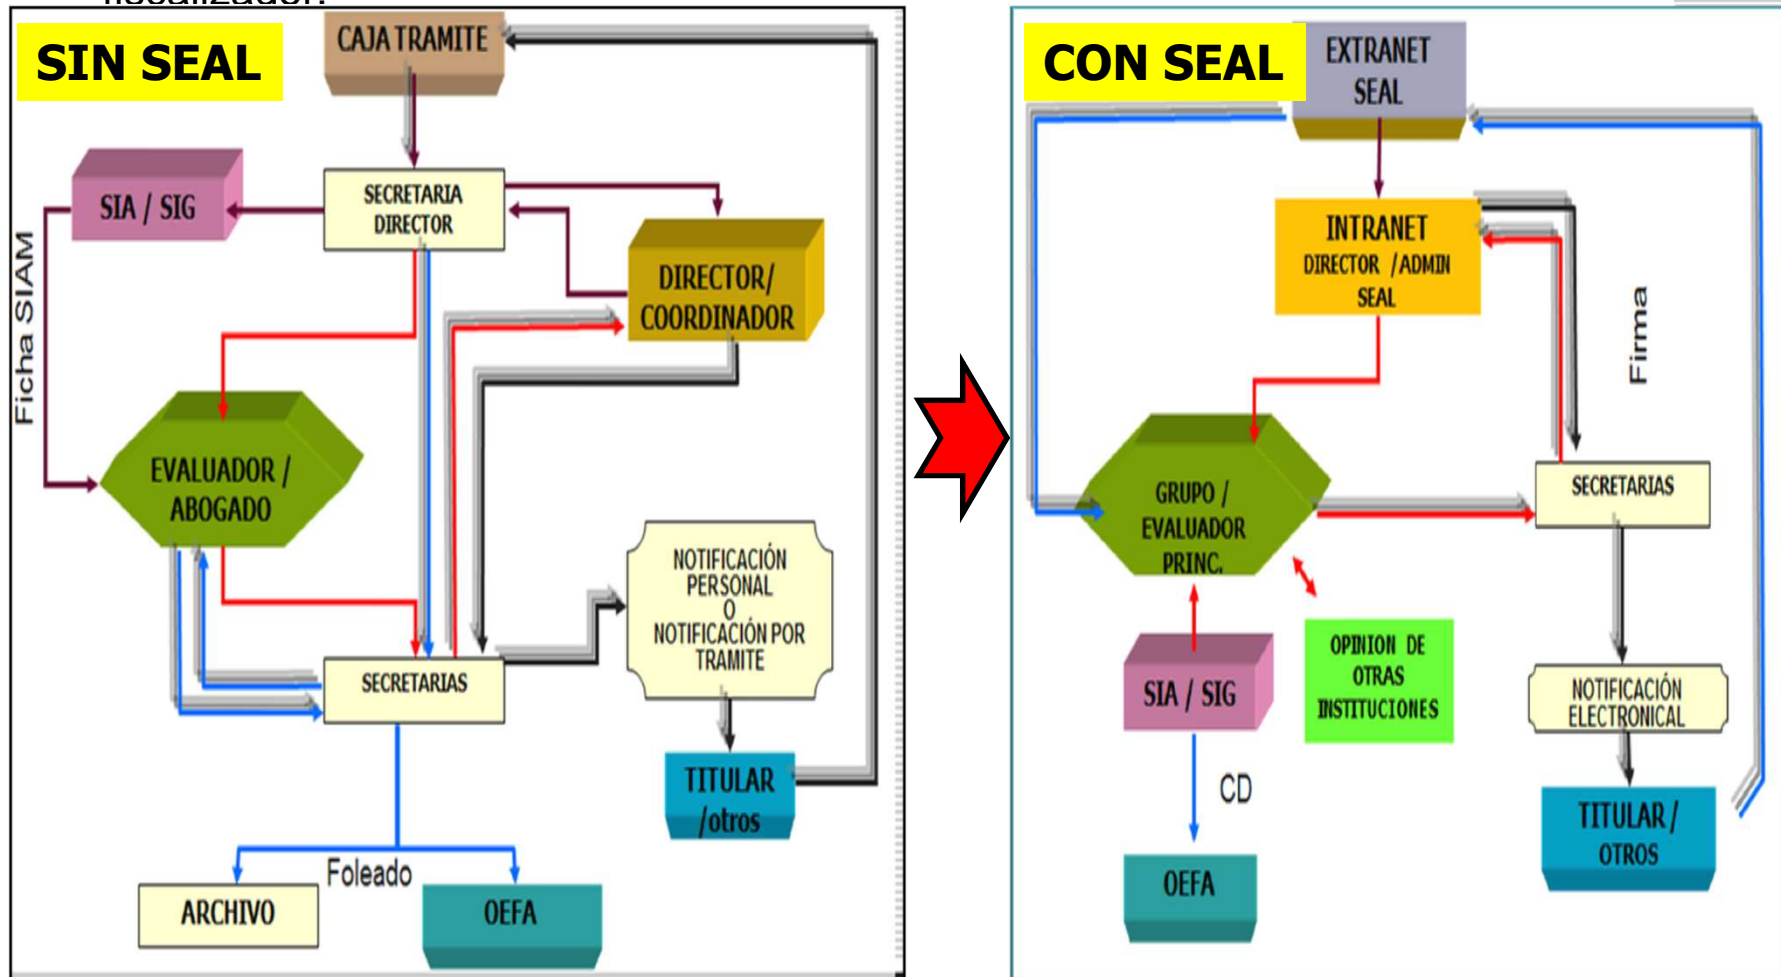 fiscalizador.
SIN SEAL
CAJA TRAMITE
SIA / SIG
SECRETARIA
DIRECTOR
DIRECTOR/
COORDINADOR
Ficha SIAM
EVALUADOR /
ABOGADO
NOTIFICACIÓN
PERSONAL
O
NOTIFICACIÓN POR
TRAMITE
SECRETARIAS
TITULAR
/otros
Foleado
ARCHIVO
OEFA
CON SEAL
EXTRANET
SEAL
INTRANET
DIRECTOR /ADMIN
SEAL
Firma
GRUPO /
EVALUADOR
PRINC.
SECRETARIAS
OPINION DE
OTRAS
INSTITUCIONES
SIA / SIG
NOTIFICACIÓN
ELECTRONICAL
CD
TITULAR /
OTROS
OEFA